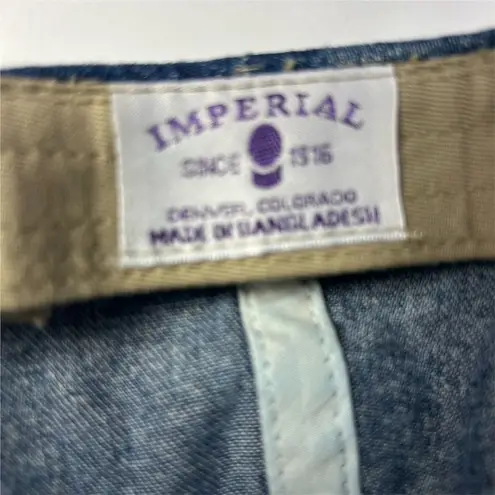 IMPERIAL
SINCE 1916
DENVER, COLORADO
MADE IN BANGLADESH